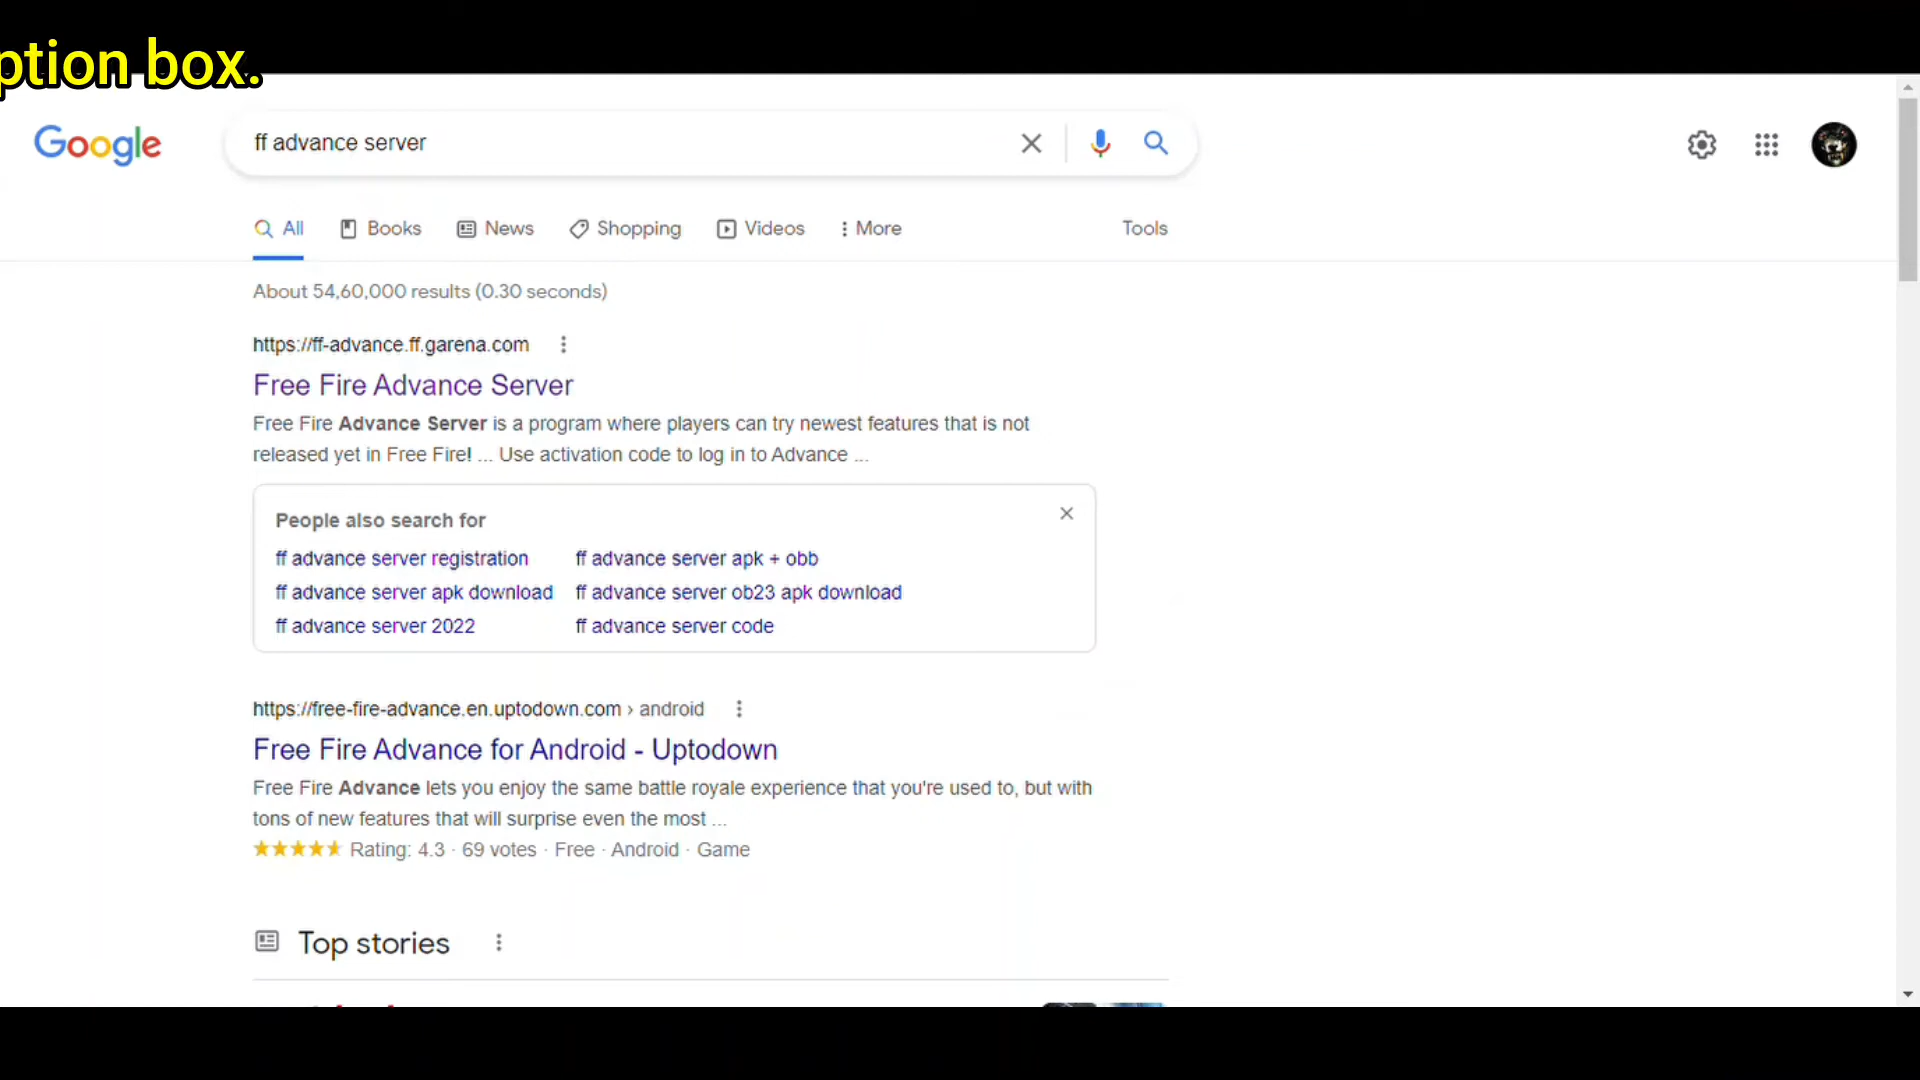 ption box.
Google
ff advance server
All
Books
News
Shopping
Videos
More
Tools
About 54,60,000 results (0.30 seconds)
https://ff-advance.ff.garena.com
Free Fire Advance Server
Free Fire Advance Server is a program where players can try newest features that is not
released yet in Free Fire! ... Use activation code to log in to Advance ...
People also search for
ff advance server registration
ff advance server apk + obb
ff advance server apk download
ff advance server ob23 apk download
ff advance server 2022
ff advance server code
https://free-fire-advance.en.uptodown.com › android
Free Fire Advance for Android - Uptodown
Free Fire Advance lets you enjoy the same battle royale experience that you're used to, but with
tons of new features that will surprise even the most ...
Rating: 4.3 · 69 votes · Free · Android · Game
Top stories